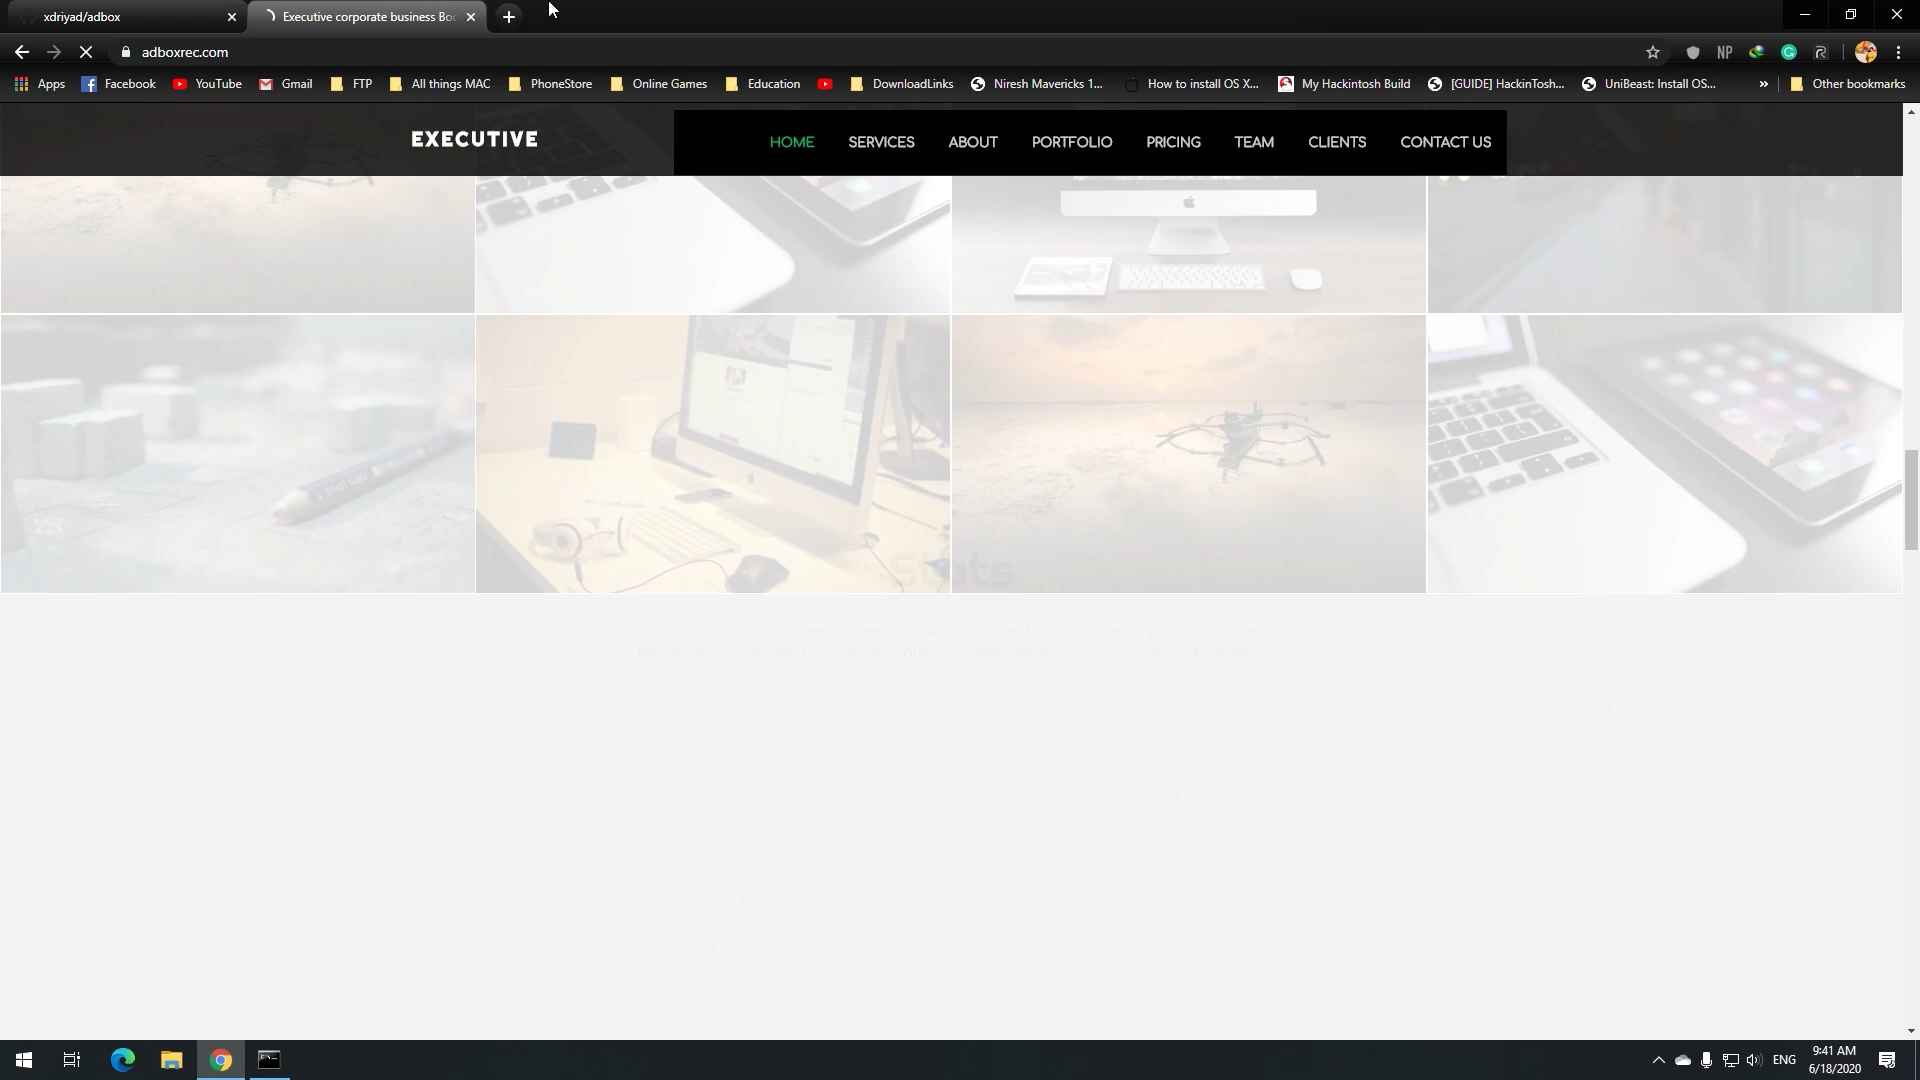 xdriyad/adbox
Executive corporate business Boo
adboxrec.com
NP
Apps Facebook YouTube Gmail FTP All things MAC PhoneStore Online Games Education DownloadLinks Niresh Mavericks 1... How to install OS X... My Hackintosh Build [GUIDE] HackinTosh... UniBeast: Install OS... » Other bookmarks
EXECUTIVE
HOME SERVICES ABOUT PORTFOLIO PRICING TEAM CLIENTS CONTACT US
Stats
ENG
9:41 AM
6/18/2020